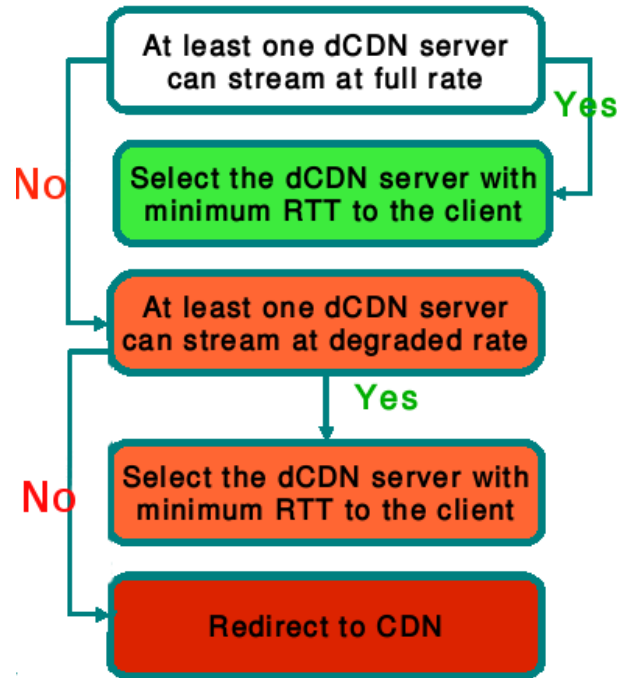 At least one dCDN server
can stream at full rate
Yes
No
Select the dCDN server with
minimum RTT to the client
At least one dCDN server
can stream at degraded rate
Yes
No
Select the dCDN server with
minimum RTT to the client
Redirect to CDN